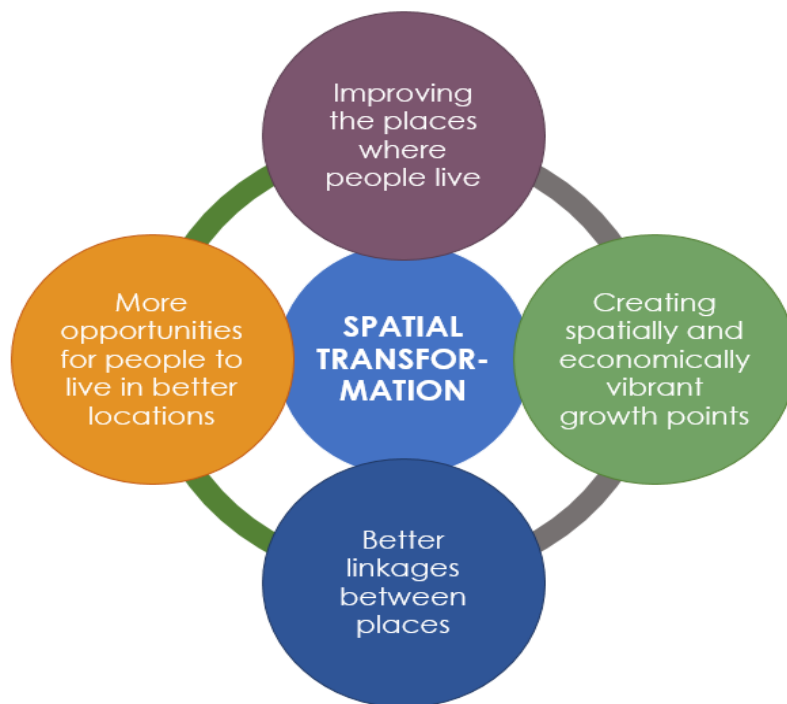 Improving
the places
where
people live
More
opportunities
for people to
live in better
locations
SPATIAL
TRANSFOR-
MATION
Creating
spatially and
economically
vibrant
growth points
Better
linkages
between
places